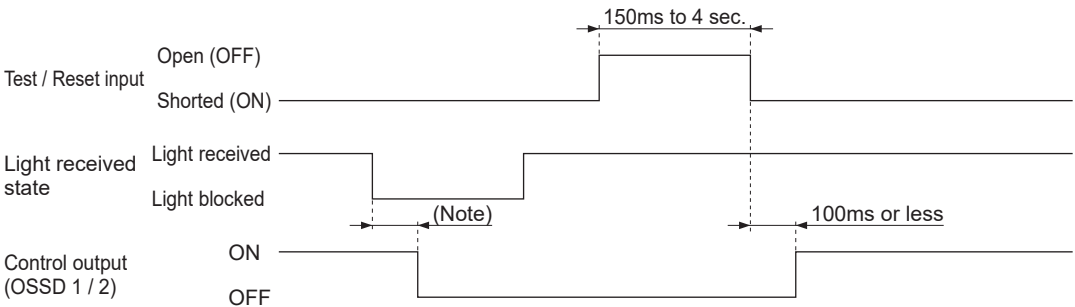 150ms to 4 sec.
Test / Reset input
Open (OFF)
Shorted (ON)
Light received
state
Light received
Light blocked
(Note)
100ms or less
Control output
(OSSD 1 / 2)
ON
OFF